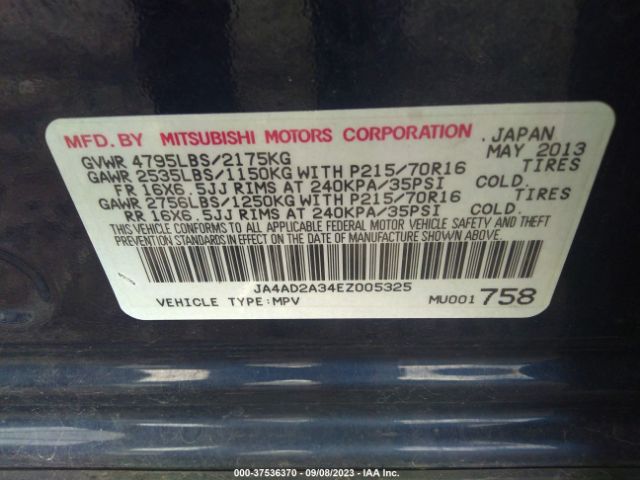 MFD. BY MITSUBISHI MOTORS CORPORATION . JAPAN
GVWR 4795LBS/2175KG MAY 2013
GAWR 2535LBS/1150KG WITH P215/70R16 TIRES
FR 16X6.5JJ RIMS AT 240KPA/35PSI COLD.
GAWR 2756LBS/1250KG WITH P215/70R16 TIRES
RR 16X6.5JJ RIMS AT 240KPA/35PSI COLD.
THIS VEHICLE CONFORMS TO ALL APPLICABLE FEDERAL MOTOR VEHICLE SAFETY AND THEFT
PREVENTION STANDARDS IN EFFECT ON THE DATE OF MANUFACTURE SHOWN ABOVE.
JA4AD2A34EZ005325
VEHICLE TYPE:MPV MU001 758
000-37536370 - 09/08/2023 - IAA Inc.